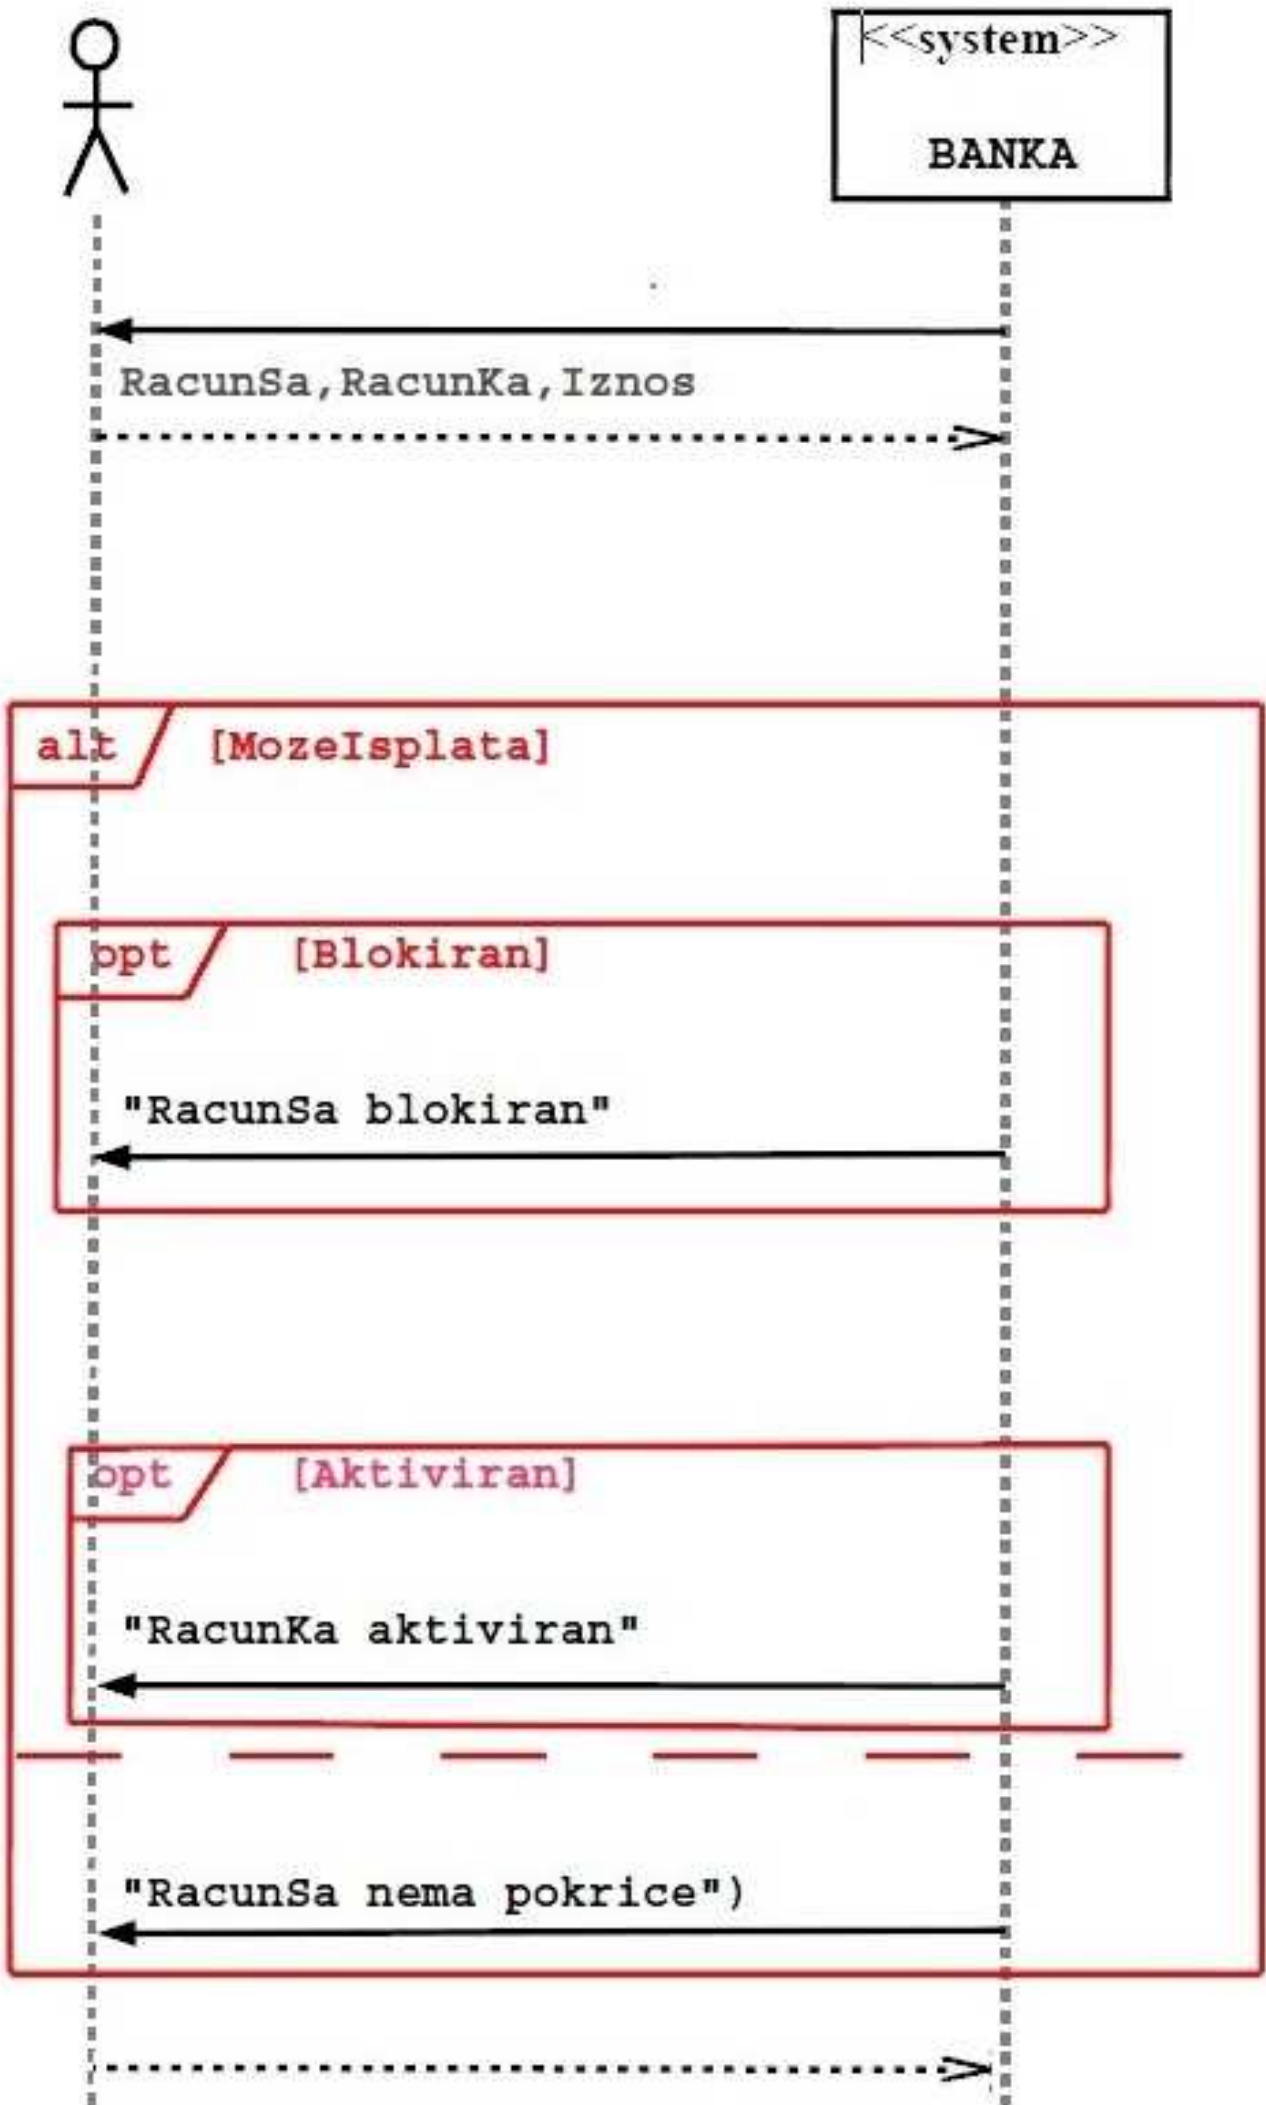 <<system>>
BANKA
RacunSa,RacunKa,Iznos
alt [MozeIsplata]
opt [Blokiran]
"RacunSa blokiran"
opt [Aktiviran]
"RacunKa aktiviran"
"RacunSa nema pokrice")